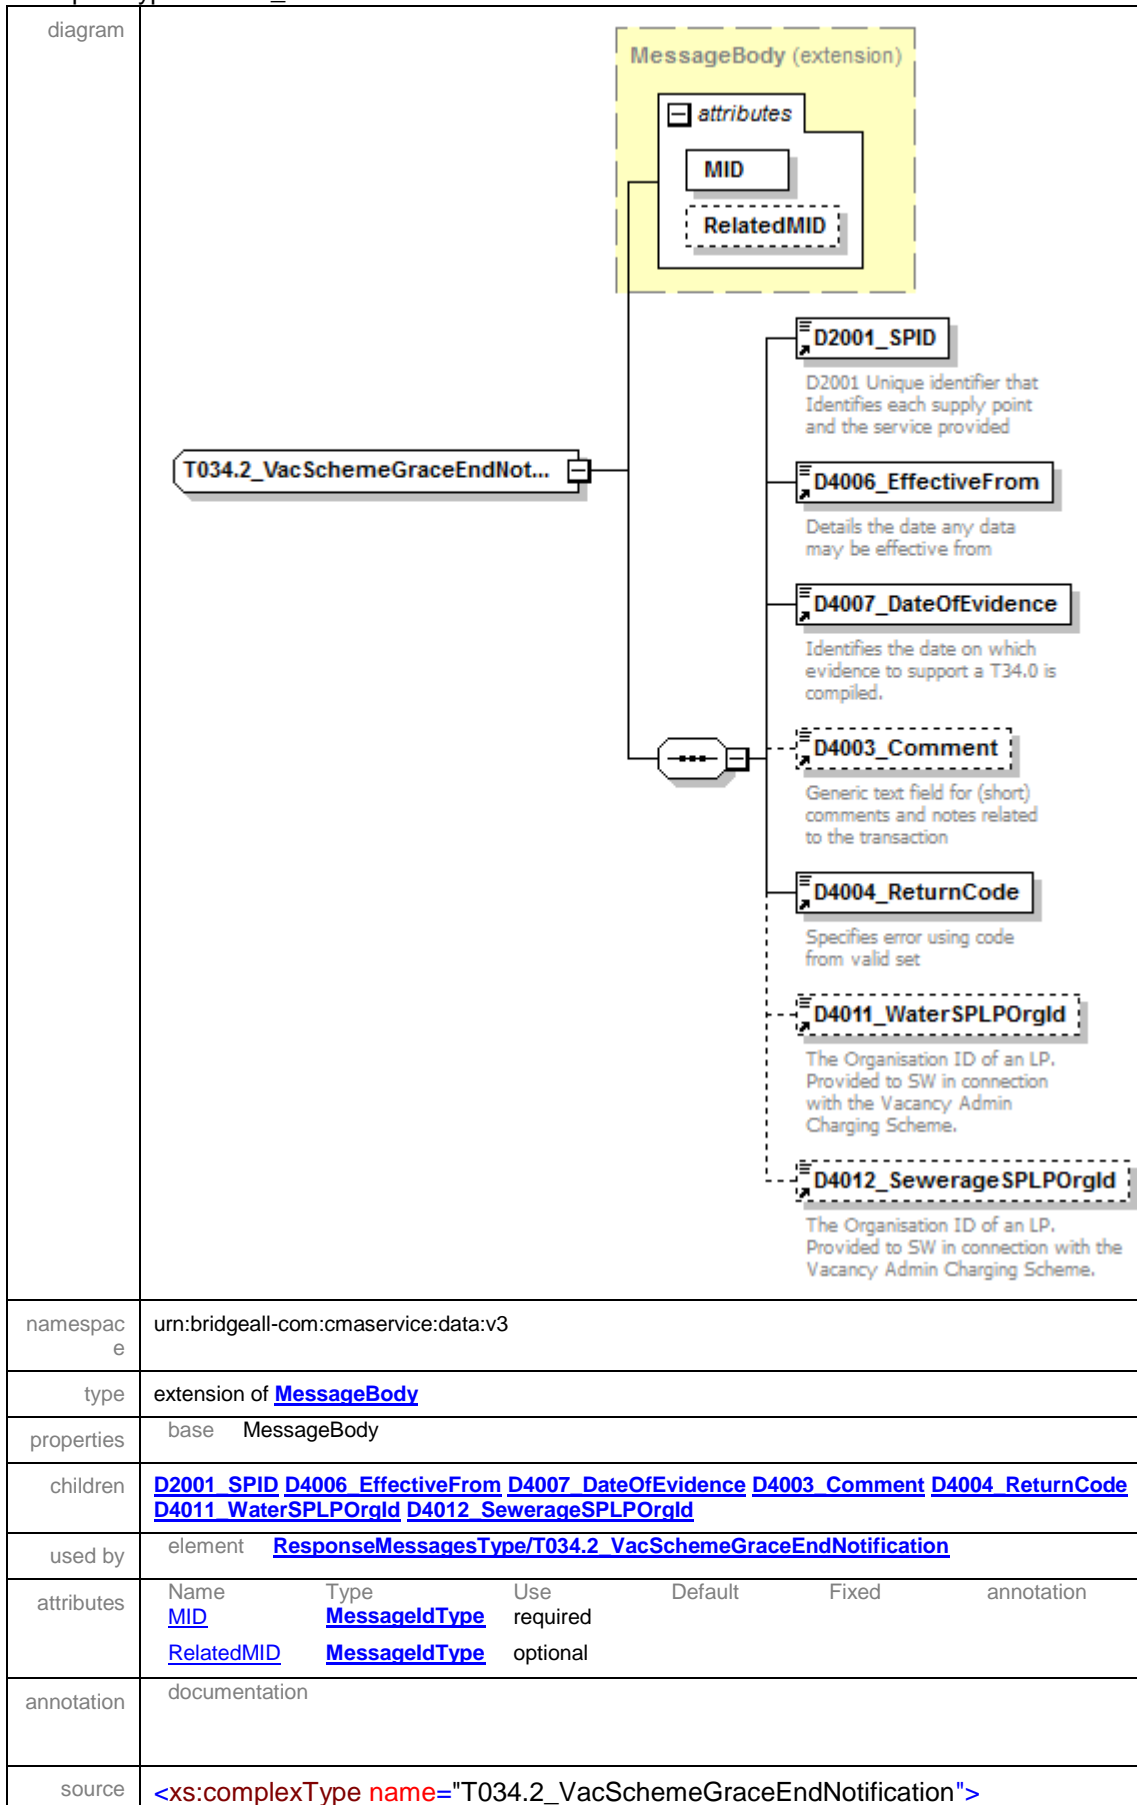 diagram
MessageBody (extension)
attributes
MID
RelatedMID
D2001_SPID
D2001 Unique identifier that
Identifies each supply point
and the service provided
T034.2_VacSchemeGraceEndNot...
D4006_EffectiveFrom
Details the date any data
may be effective from
D4007_DateOfEvidence
Identifies the date on which
evidence to support a T34.0 is
compiled.
D4003_Comment
Generic text field for (short)
comments and notes related
to the transaction
D4004_ReturnCode
Specifies error using code
from valid set
D4011_WaterSPLPOrgId
The Organisation ID of an LP.
Provided to SW in connection
with the Vacancy Admin
Charging Scheme.
D4012_SewerageSPLPOrgId
The Organisation ID of an LP.
Provided to SW in connection with the
Vacancy Admin Charging Scheme.
namespac
e
urn:bridgeall-com:cmaservice:data:v3
type extension of MessageBody
properties base MessageBody
children D2001_SPID D4006_EffectiveFrom D4007_DateOfEvidence D4003_Comment D4004_ReturnCode
D4011_WaterSPLPOrgId D4012_SewerageSPLPOrgId
used by element ResponseMessagesType/T034.2_VacSchemeGraceEndNotification
attributes Name Type Use Default Fixed annotation
MID MessageIdType required
RelatedMID MessageIdType optional
annotation documentation
source <xs:complexType name="T034.2_VacSchemeGraceEndNotification">